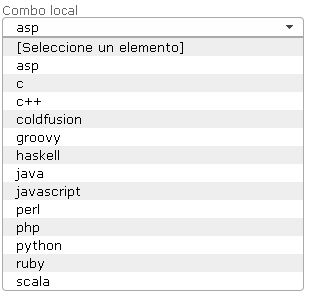 Combo local
asp
[Seleccione un elemento]
asp
c
c++
coldfusion
groovy
haskell
java
javascript
perl
php
python
ruby
scala